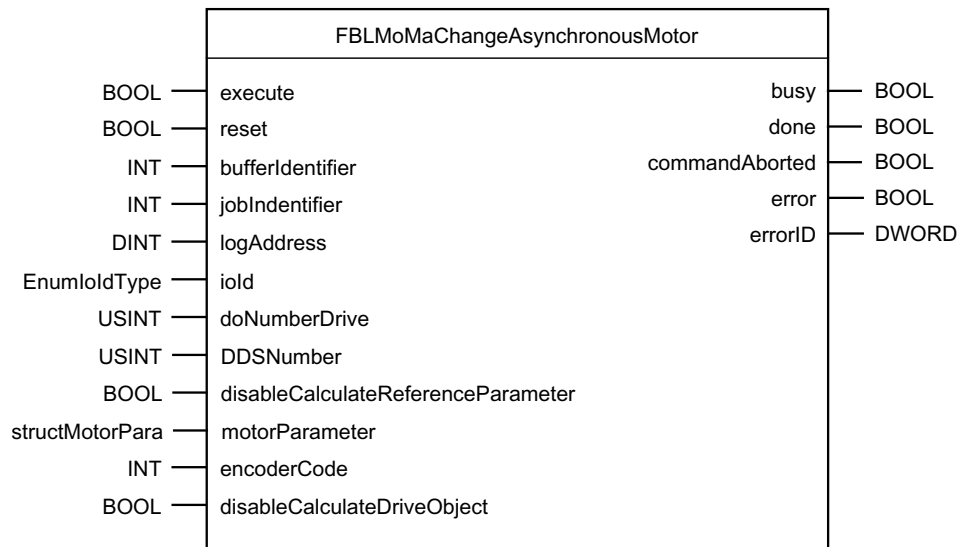 FBLMoMaChangeAsynchronousMotor
BOOL execute busy BOOL
BOOL reset done BOOL
INT bufferIdentifier commandAborted BOOL
INT jobIndentifier error BOOL
DINT logAddress errorID DWORD
EnumIoIdType ioId
USINT doNumberDrive
USINT DDSNumber
BOOL disableCalculateReferenceParameter
structMotorPara motorParameter
INT encoderCode
BOOL disableCalculateDriveObject